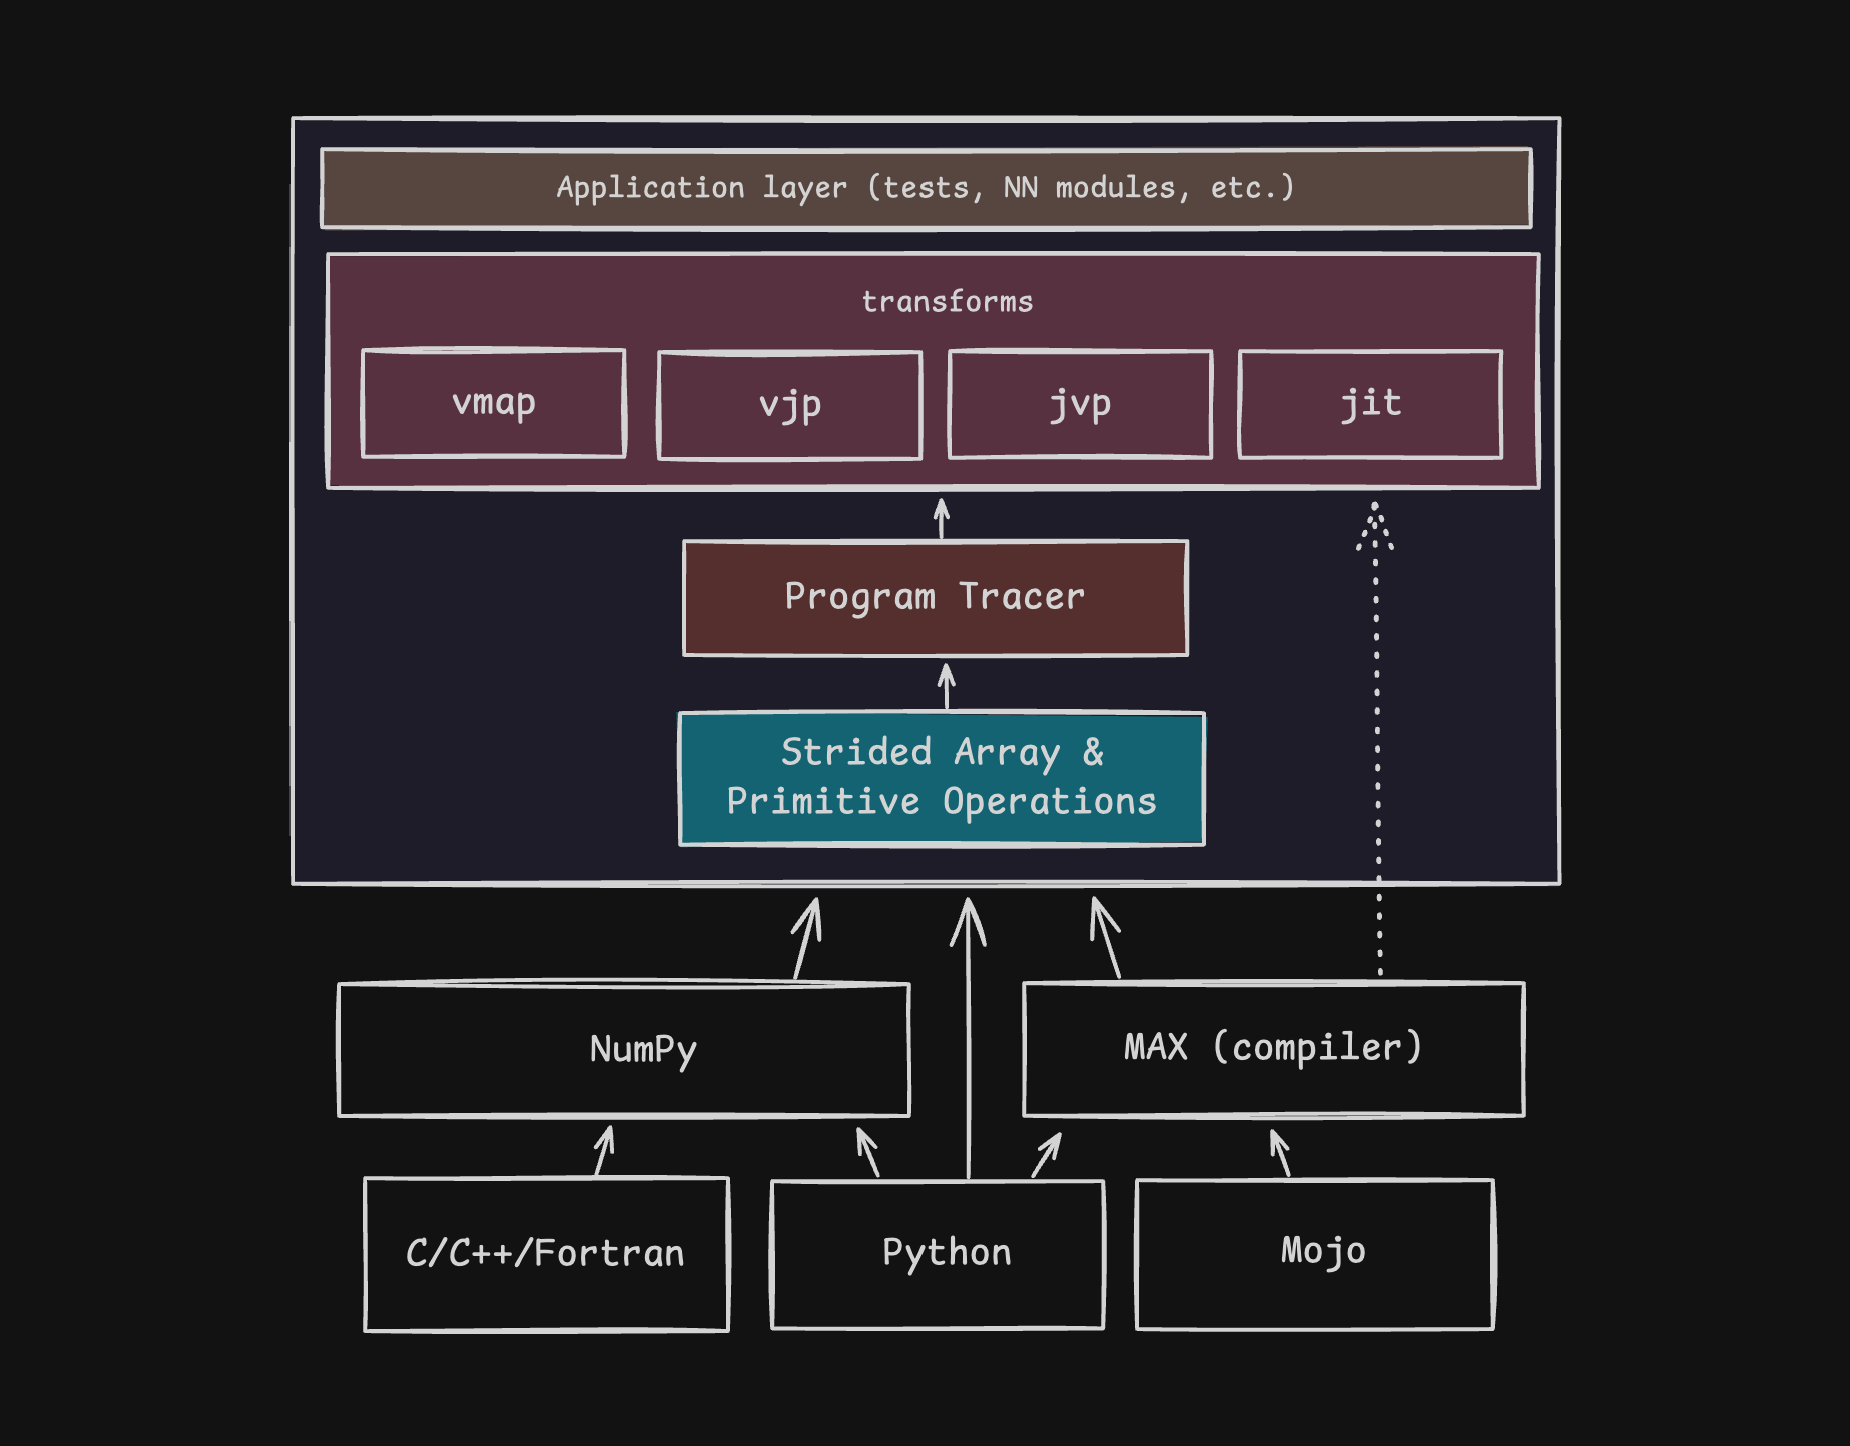 Application layer (tests, NN modules, etc.)
transforms
vmap
vjp
jvp
jit
Program Tracer
Strided Array &
Primitive Operations
NumPy
MAX (compiler)
C/C++/Fortran
Python
Mojo